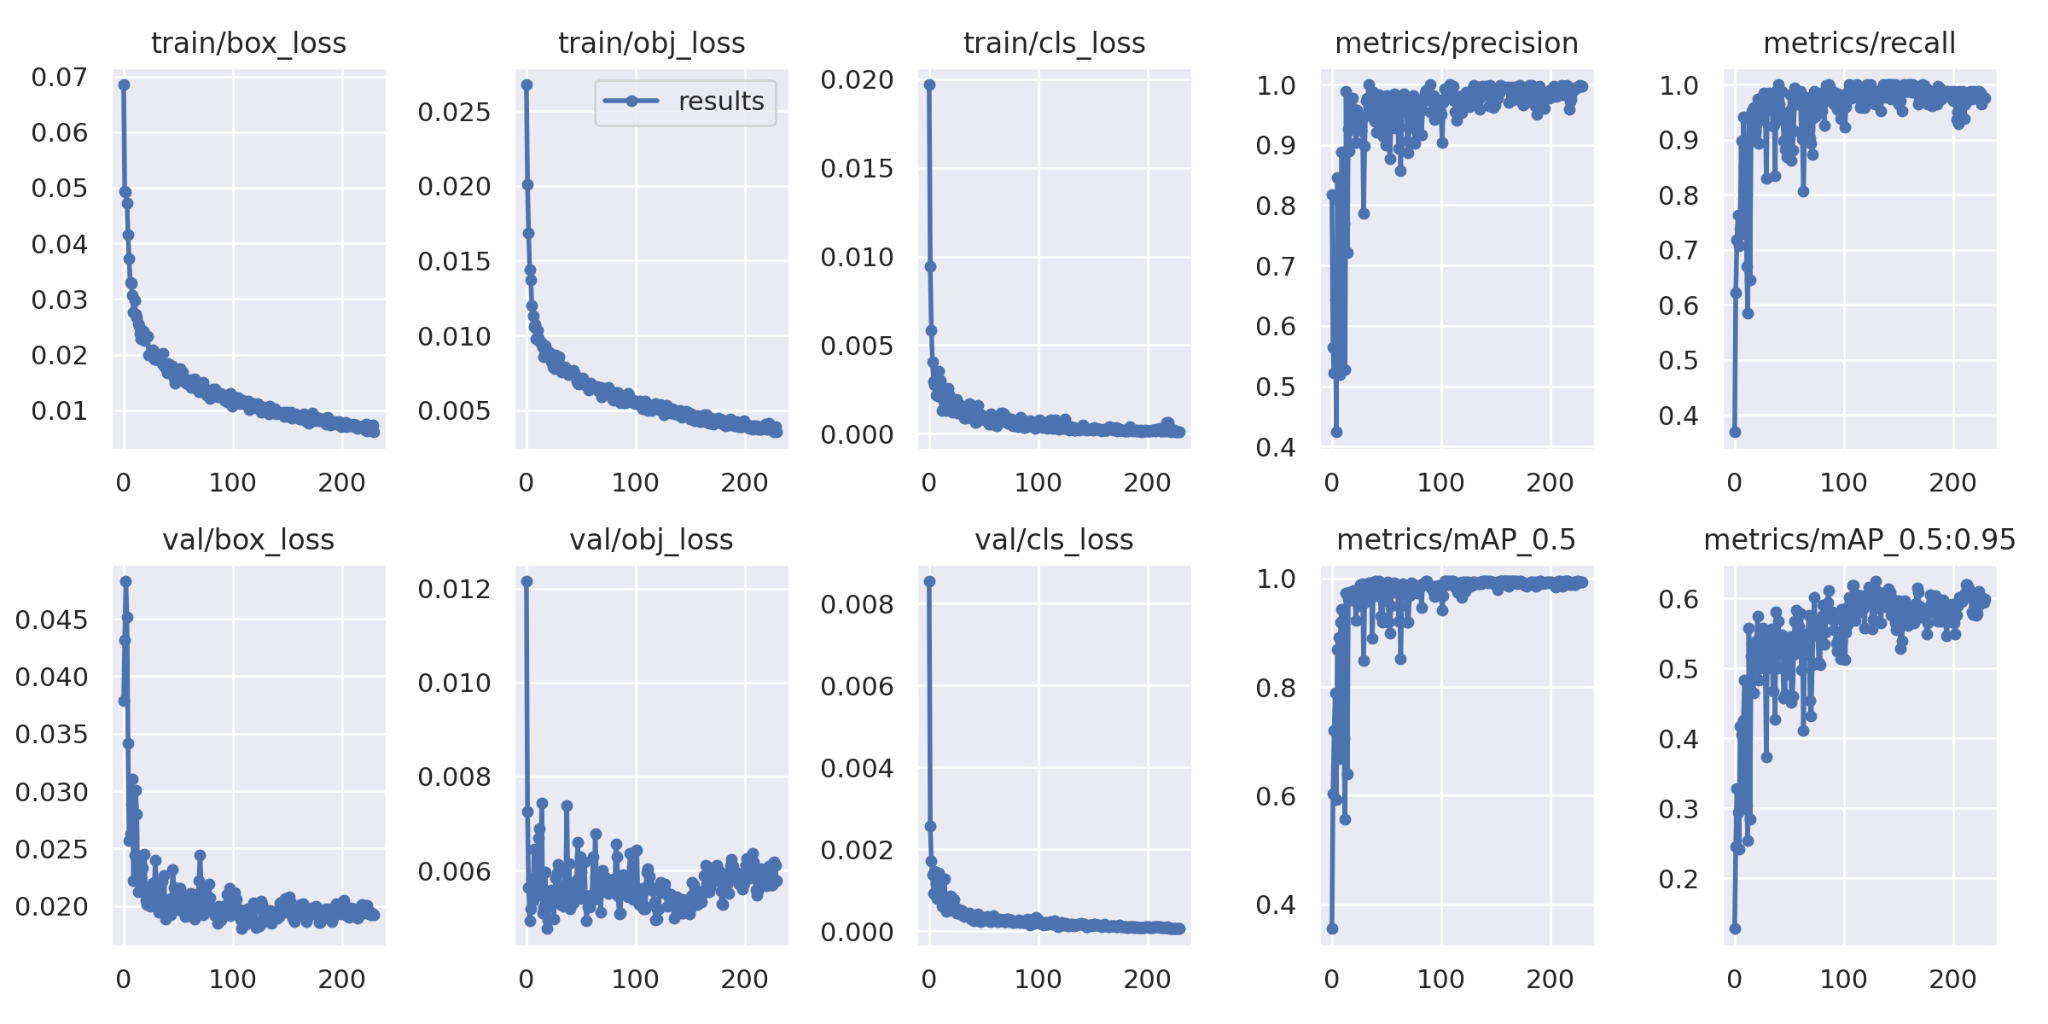 train/box_loss
0.07
0.06
0.05
0.04
0.03
0.02
0.01
0 100 200
train/obj_loss
results
0.025
0.020
0.015
0.010
0.005
0 100 200
train/cls_loss
0.020
0.015
0.010
0.005
0.000
0 100 200
metrics/precision
1.0
0.9
0.8
0.7
0.6
0.5
0.4
0 100 200
metrics/recall
1.0
0.9
0.8
0.7
0.6
0.5
0.4
0 100 200
val/box_loss
0.045
0.040
0.035
0.030
0.025
0.020
0 100 200
val/obj_loss
0.012
0.010
0.008
0.006
0 100 200
val/cls_loss
0.008
0.006
0.004
0.002
0.000
0 100 200
metrics/mAP_0.5
1.0
0.8
0.6
0.4
0 100 200
metrics/mAP_0.5:0.95
0.6
0.5
0.4
0.3
0.2
0 100 200